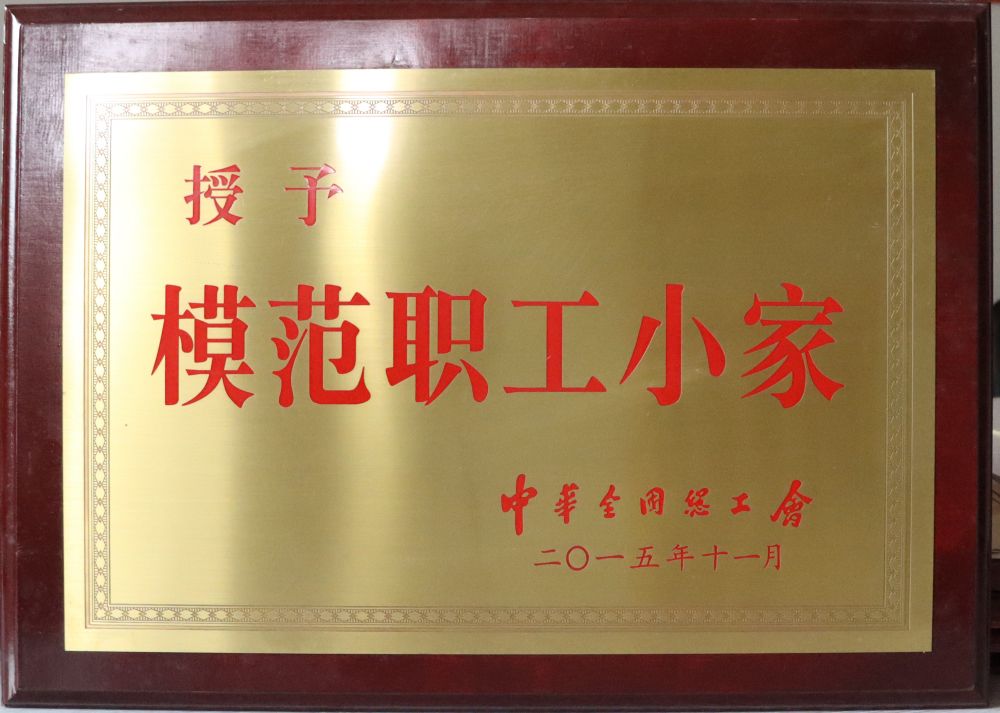 授予
模范职工小家
中華全国總工會
二〇一五年十一月